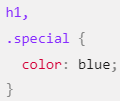 h1,
.special {
  color: blue;
}